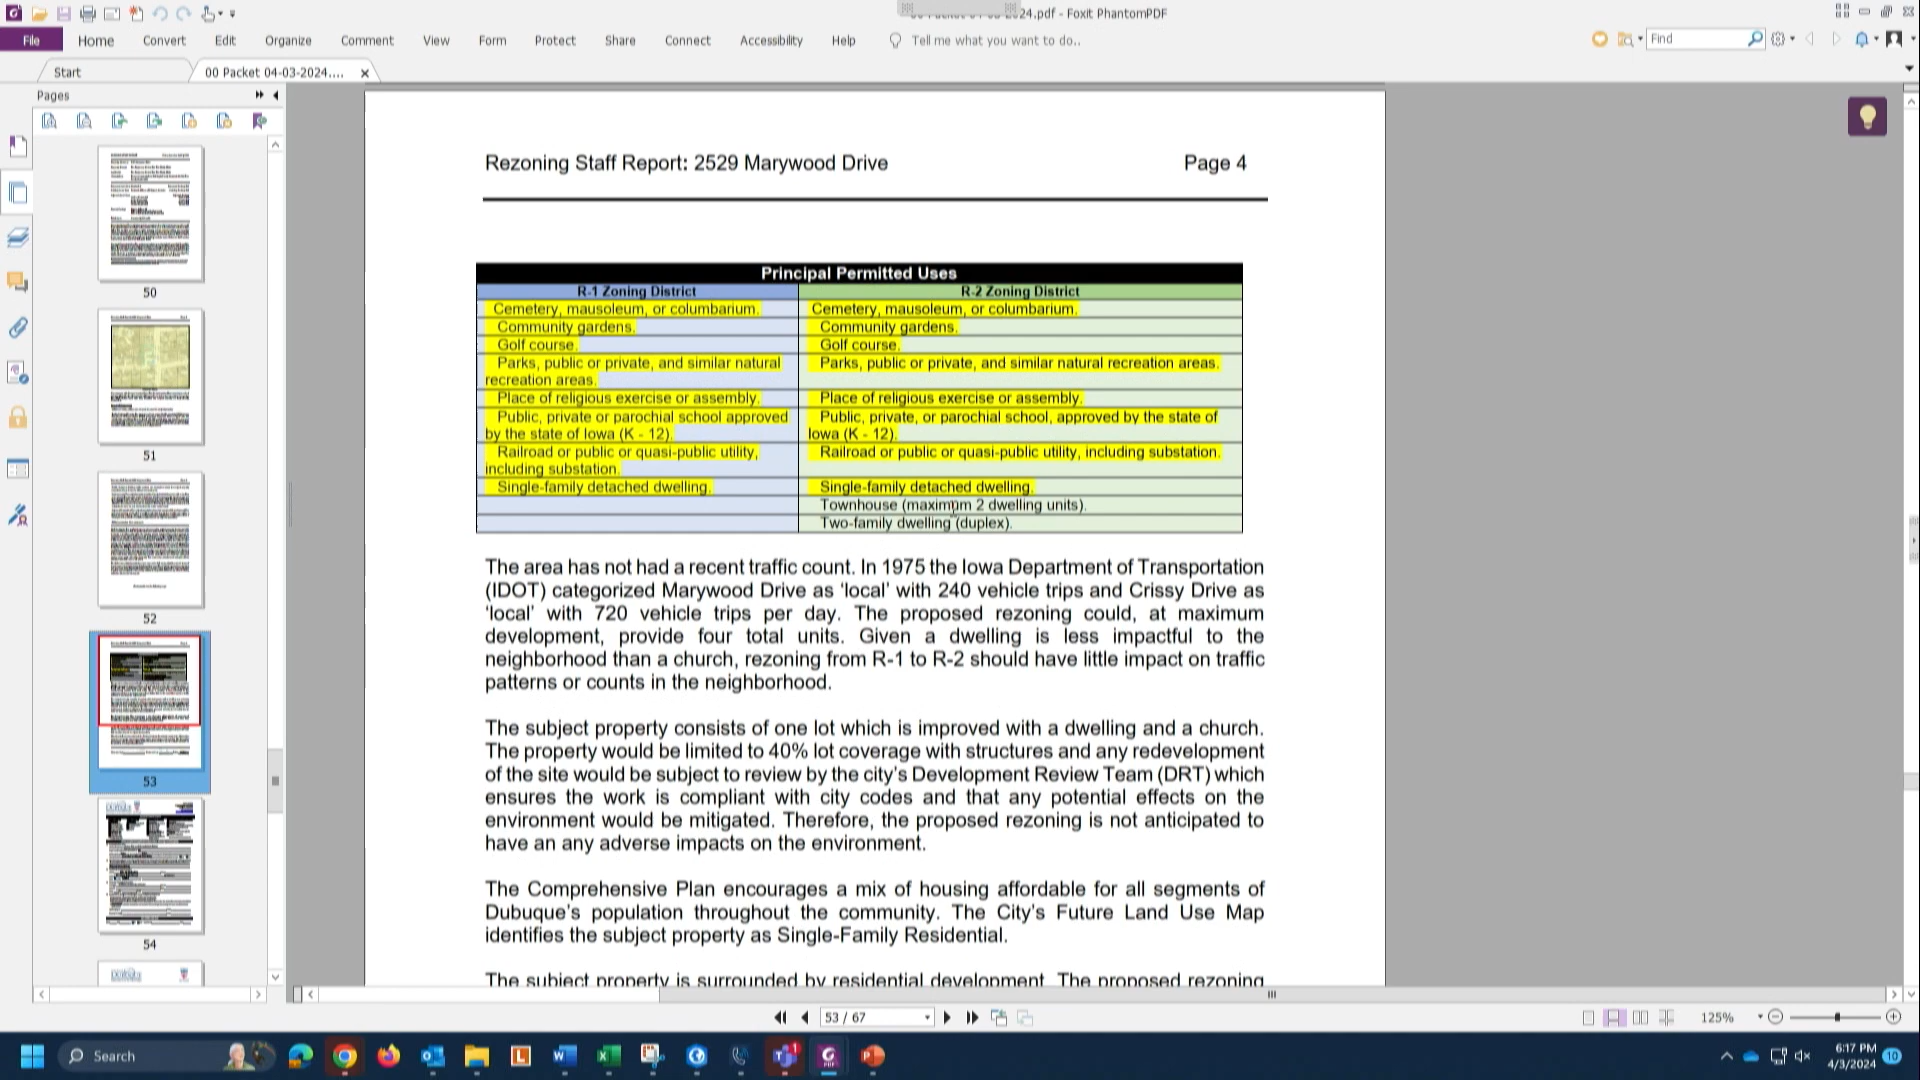 24.pdf - Foxit PhantomPDF
File Home Convert Edit Organize Comment View Form Protect Share Connect Accessibility Help Tell me what you want to do.. Find
Start 00 Packet 04-03-2024....
Pages
50
51
52
53
54
Rezoning Staff Report: 2529 Marywood Drive Page 4
Principal Permitted Uses
R-1 Zoning District R-2 Zoning District
Cemetery, mausoleum, or columbarium. Cemetery, mausoleum, or columbarium.
Community gardens. Community gardens.
Golf course. Golf course.
Parks, public or private, and similar natural Parks, public or private, and similar natural recreation areas.
recreation areas.
Place of religious exercise or assembly. Place of religious exercise or assembly.
Public, private or parochial school approved Public, private, or parochial school, approved by the state of
by the state of Iowa (K - 12). Iowa (K - 12).
Railroad or public or quasi-public utility, Railroad or public or quasi-public utility, including substation.
including substation.
Single-family detached dwelling. Single-family detached dwelling.
Townhouse (maximum 2 dwelling units).
Two-family dwelling (duplex).
The area has not had a recent traffic count. In 1975 the Iowa Department of Transportation
(IDOT) categorized Marywood Drive as ‘local’ with 240 vehicle trips and Crissy Drive as
‘local’ with 720 vehicle trips per day. The proposed rezoning could, at maximum
development, provide four total units. Given a dwelling is less impactful to the
neighborhood than a church, rezoning from R-1 to R-2 should have little impact on traffic
patterns or counts in the neighborhood.
The subject property consists of one lot which is improved with a dwelling and a church.
The property would be limited to 40% lot coverage with structures and any redevelopment
of the site would be subject to review by the city’s Development Review Team (DRT) which
ensures the work is compliant with city codes and that any potential effects on the
environment would be mitigated. Therefore, the proposed rezoning is not anticipated to
have an any adverse impacts on the environment.
The Comprehensive Plan encourages a mix of housing affordable for all segments of
Dubuque’s population throughout the community. The City’s Future Land Use Map
identifies the subject property as Single-Family Residential.
The subject property is surrounded by residential development. The proposed rezoning
53 / 67 125%
Search 6:17 PM
4/3/2024 10